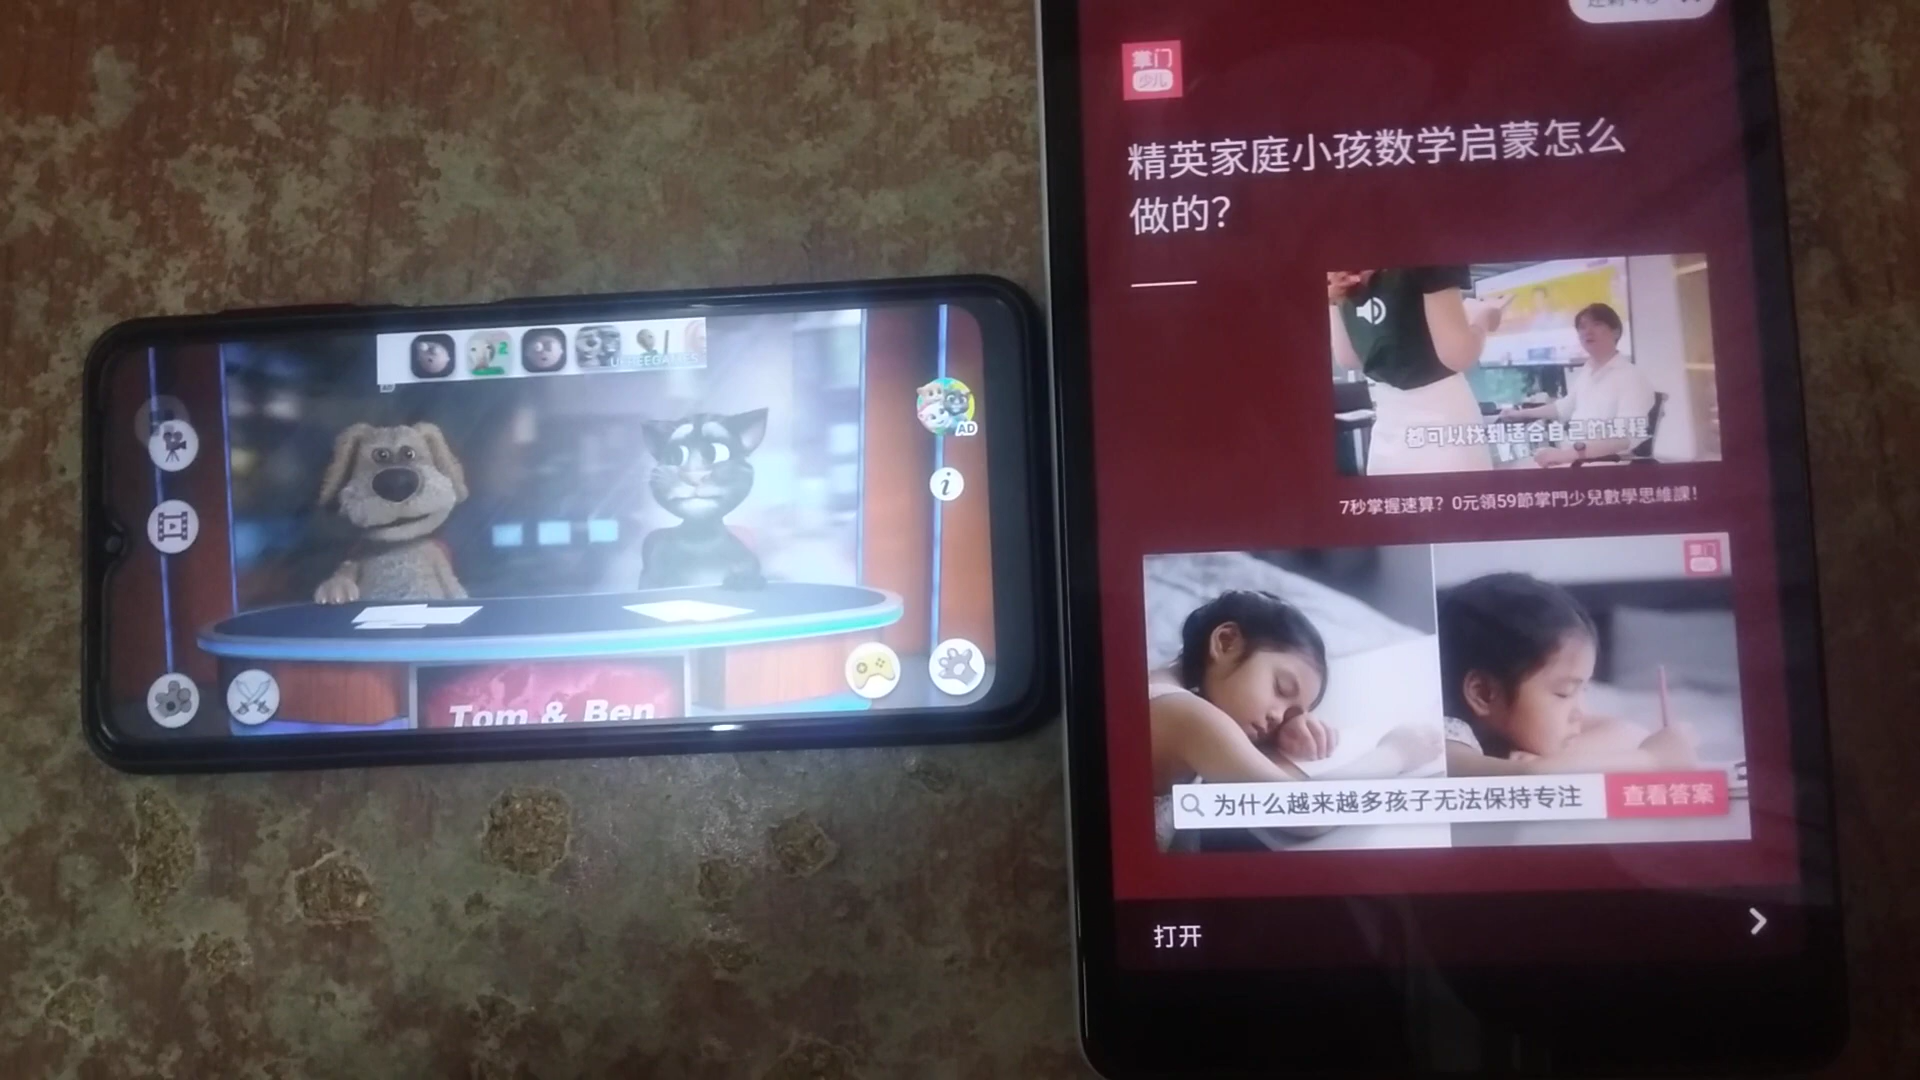 AD
i
Tom & Ben
掌门
少儿
精英家庭小孩数学启蒙怎么
做的？
都可以找到适合自己的课程
7秒掌握速算？0元領59節掌門少兒數學思維課！
掌门
为什么越来越多孩子无法保持专注
查看答案
打开